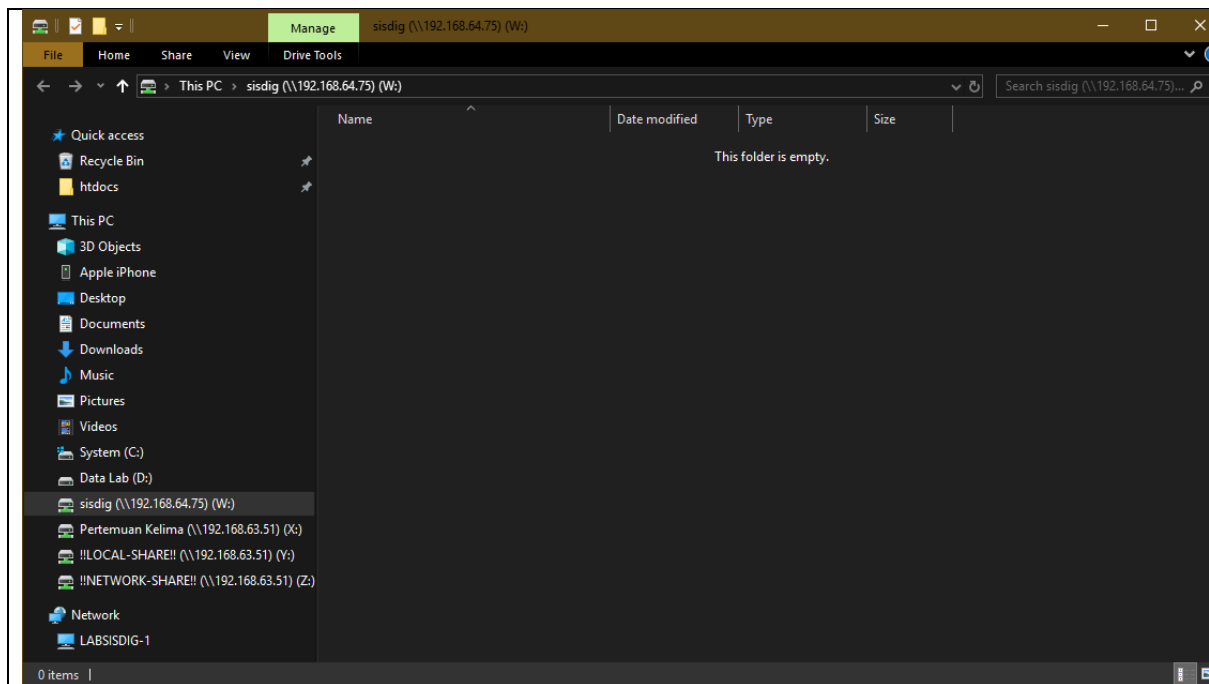 Manage sisdig (\\192.168.64.75) (W:)
File Home Share View Drive Tools
This PC sisdig (\\192.168.64.75) (W:) Search sisdig (\\192.168.64.75)...
Name Date modified Type Size
This folder is empty.
Quick access
Recycle Bin
htdocs
This PC
3D Objects
Apple iPhone
Desktop
Documents
Downloads
Music
Pictures
Videos
System (C:)
Data Lab (D:)
sisdig (\\192.168.64.75) (W:)
Pertemuan Kelima (\\192.168.63.51) (X:)
!!LOCAL-SHARE!! (\\192.168.63.51) (Y:)
!!NETWORK-SHARE!! (\\192.168.63.51) (Z:)
Network
LABSISDIG-1
0 items